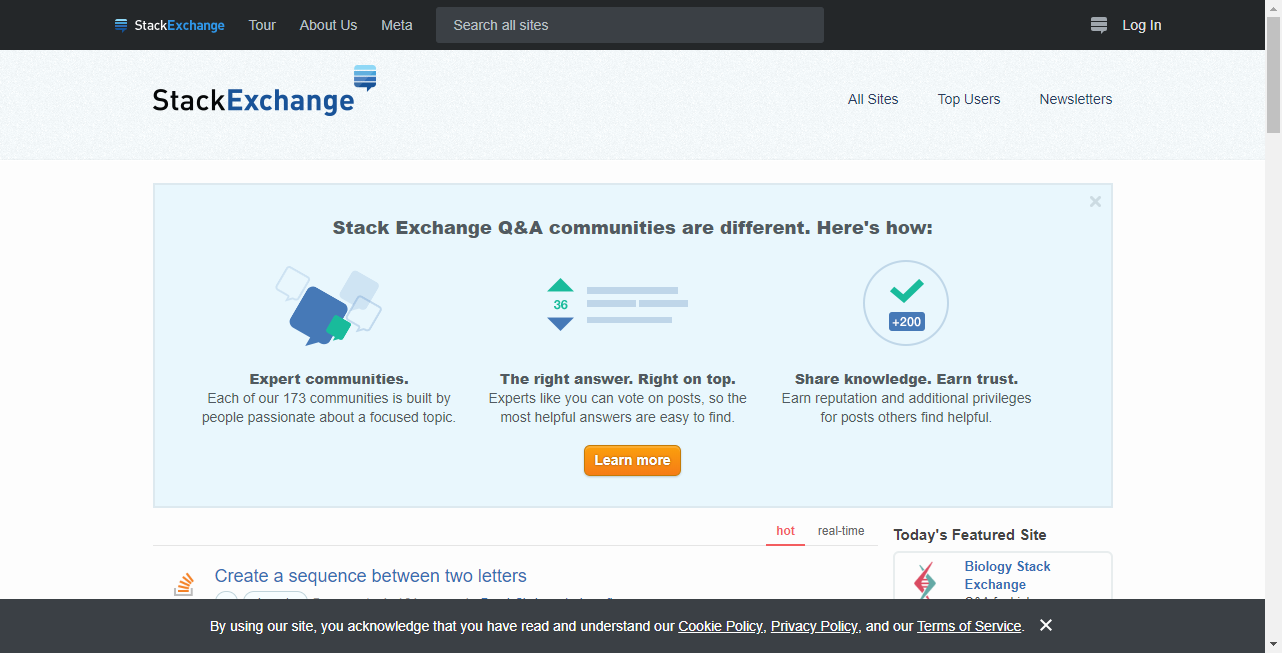 StackExchange Tour About Us Meta Search all sites Log In
StackExchange
All Sites Top Users Newsletters
Stack Exchange Q&A communities are different. Here's how:
36
+200
Expert communities.
Each of our 173 communities is built by
people passionate about a focused topic.
The right answer. Right on top.
Experts like you can vote on posts, so the
most helpful answers are easy to find.
Share knowledge. Earn trust.
Earn reputation and additional privileges
for posts others find helpful.
Learn more
hot real-time
Create a sequence between two letters
Today's Featured Site
Biology Stack
Exchange
By using our site, you acknowledge that you have read and understand our Cookie Policy, Privacy Policy, and our Terms of Service.